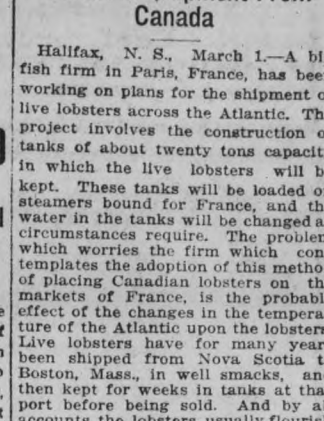 Canada
Halifax, N. S., March 1.—A bi
fish firm in Paris, France, has bee
working on plans for the shipment o
live lobsters across the Atlantic. Th
project involves the construction o
tanks of about twenty tons capacit
in which the live lobsters will b
kept. These tanks will be loaded o
steamers bound for France, and th
water in the tanks will be changed a
circumstances require. The problem
which worries the firm which con
templates the adoption of this metho
of placing Canadian lobsters on th
markets of France, is the probabl
effect of the changes in the tempera
ture of the Atlantic upon the lobsters
Live lobsters have for many year
been shipped from Nova Scotia t
Boston, Mass., in well smacks, an
then kept for weeks in tanks at tha
port before being sold. And by al
accounts the lobsters usually flouris